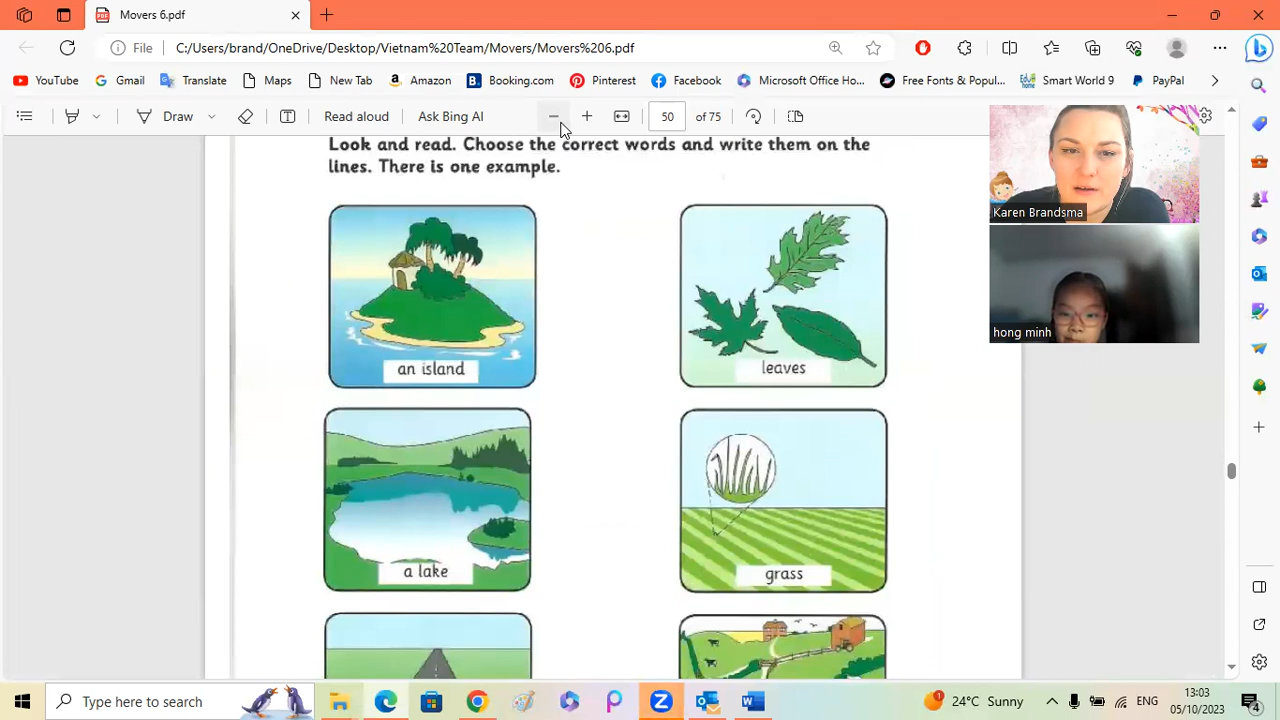 Movers 6.pdf
File
C:/Users/brand/OneDrive/Desktop/Vietnam%20Team/Movers/Movers%206.pdf
YouTube
Gmail
Translate
Maps
New Tab
Amazon
Booking.com
Pinterest
Facebook
Microsoft Office Ho...
Free Fonts & Popul...
Smart World 9
PayPal
Draw
Read aloud
Ask Bing AI
50 of 75
Look and read. Choose the correct words and write them on the
lines. There is one example.
an island
leaves
a lake
grass
Karen Brandsma
hong minh
Type here to search
24°C Sunny
ENG
13:03
05/10/2023
4
1